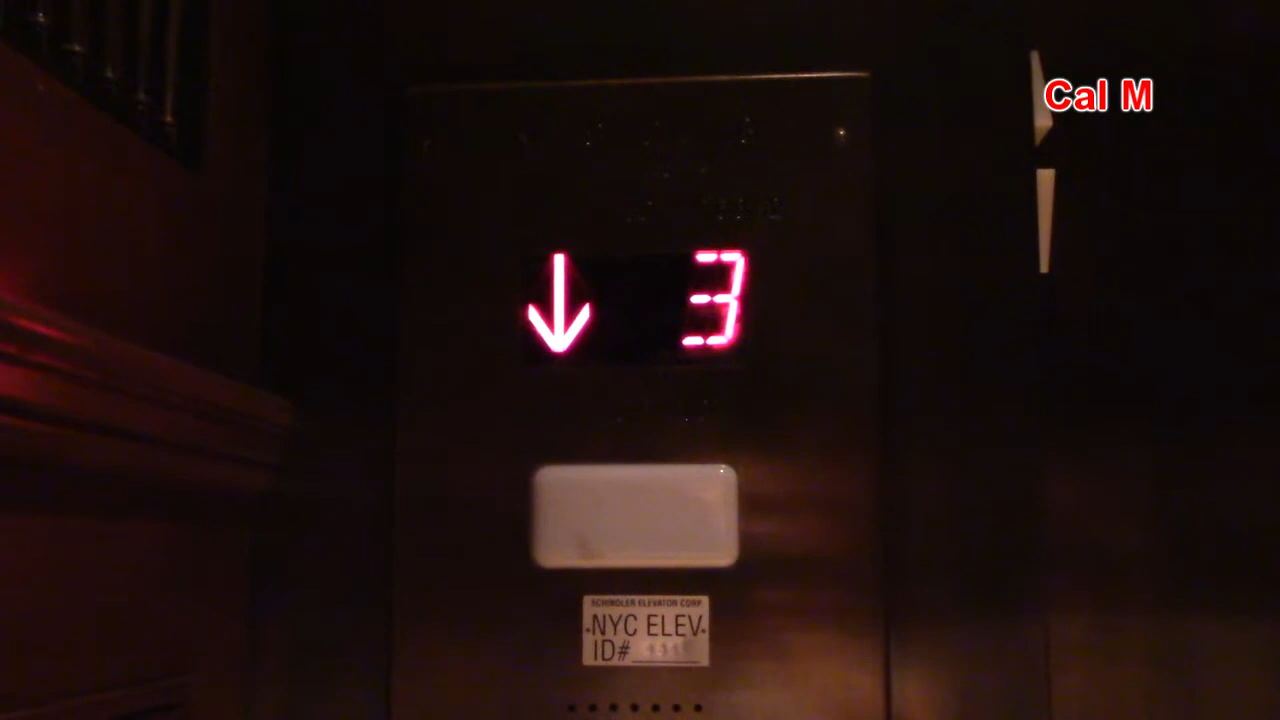 Cal M
3
SCHINDLER ELEVATOR CORP.
·NYC ELEV·
ID#